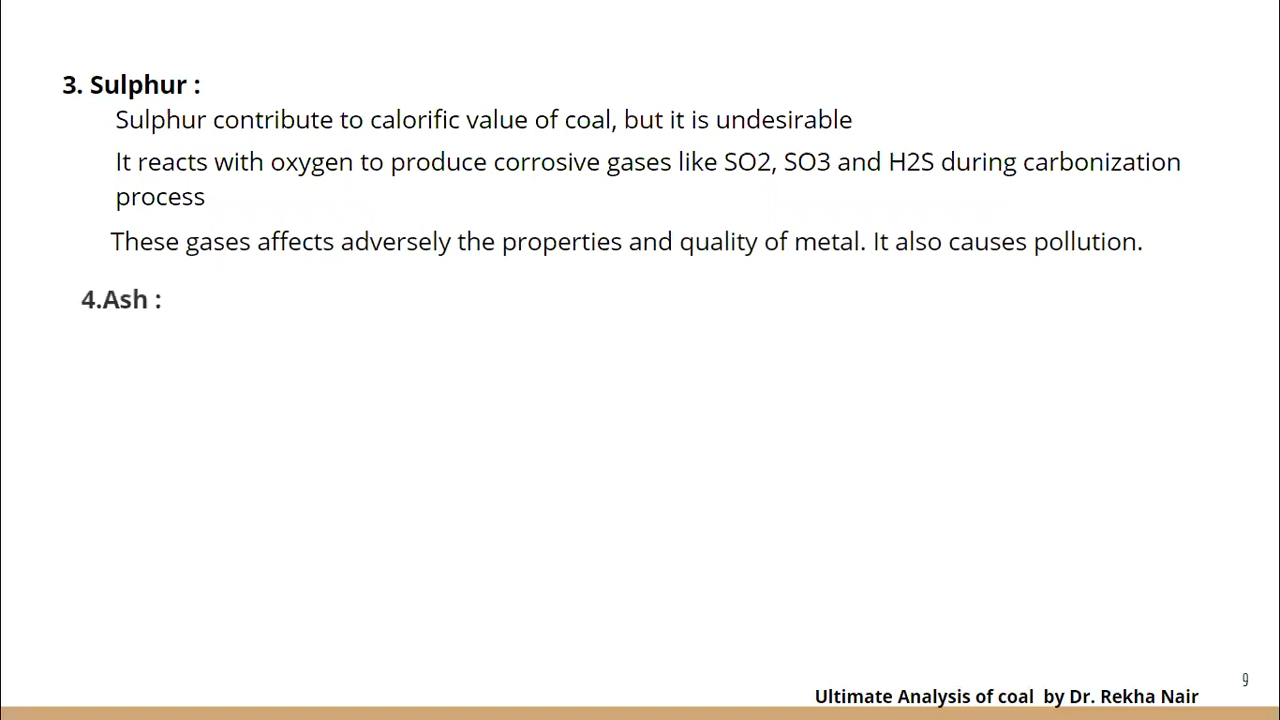 3. Sulphur :
Sulphur contribute to calorific value of coal, but it is undesirable
It reacts with oxygen to produce corrosive gases like SO2, SO3 and H2S during carbonization
process
These gases affects adversely the properties and quality of metal. It also causes pollution.
4.Ash :
9
Ultimate Analysis of coal by Dr. Rekha Nair